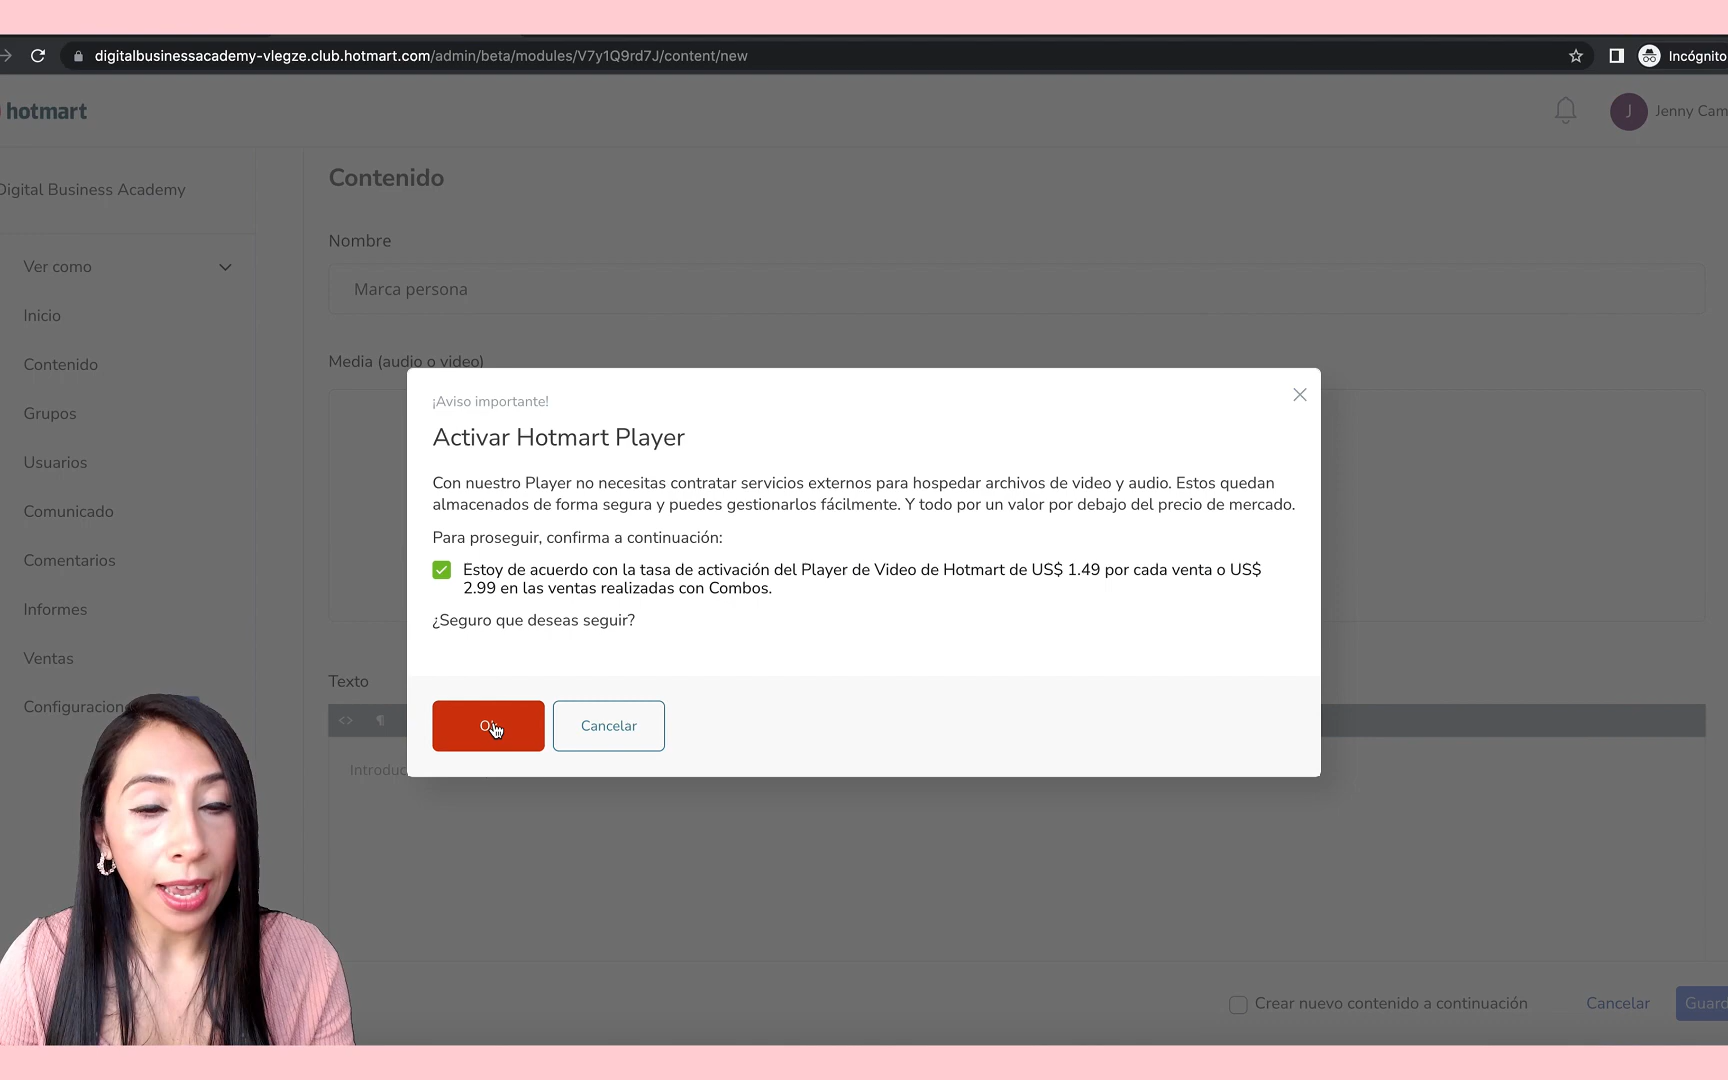 digitalbusinessacademy-vlegze.club.hotmart.com/admin/beta/modules/V7y1Q9rd7J/content/new
Incógnito
hotmart
J
Jenny Cam
Digital Business Academy
Ver como
Inicio
Contenido
Grupos
Usuarios
Comunicado
Comentarios
Informes
Ventas
Configuracion
Contenido
Nombre
Marca persona
Media (audio o video)
¡Aviso importante!
Activar Hotmart Player
Con nuestro Player no necesitas contratar servicios externos para hospedar archivos de video y audio. Estos quedan
almacenados de forma segura y puedes gestionarlos fácilmente. Y todo por un valor por debajo del precio de mercado.
Para proseguir, confirma a continuación:
Estoy de acuerdo con la tasa de activación del Player de Video de Hotmart de US$ 1.49 por cada venta o US$
2.99 en las ventas realizadas con Combos.
¿Seguro que deseas seguir?
Cancelar
Texto
Introduc
Crear nuevo contenido a continuación
Cancelar
Guard